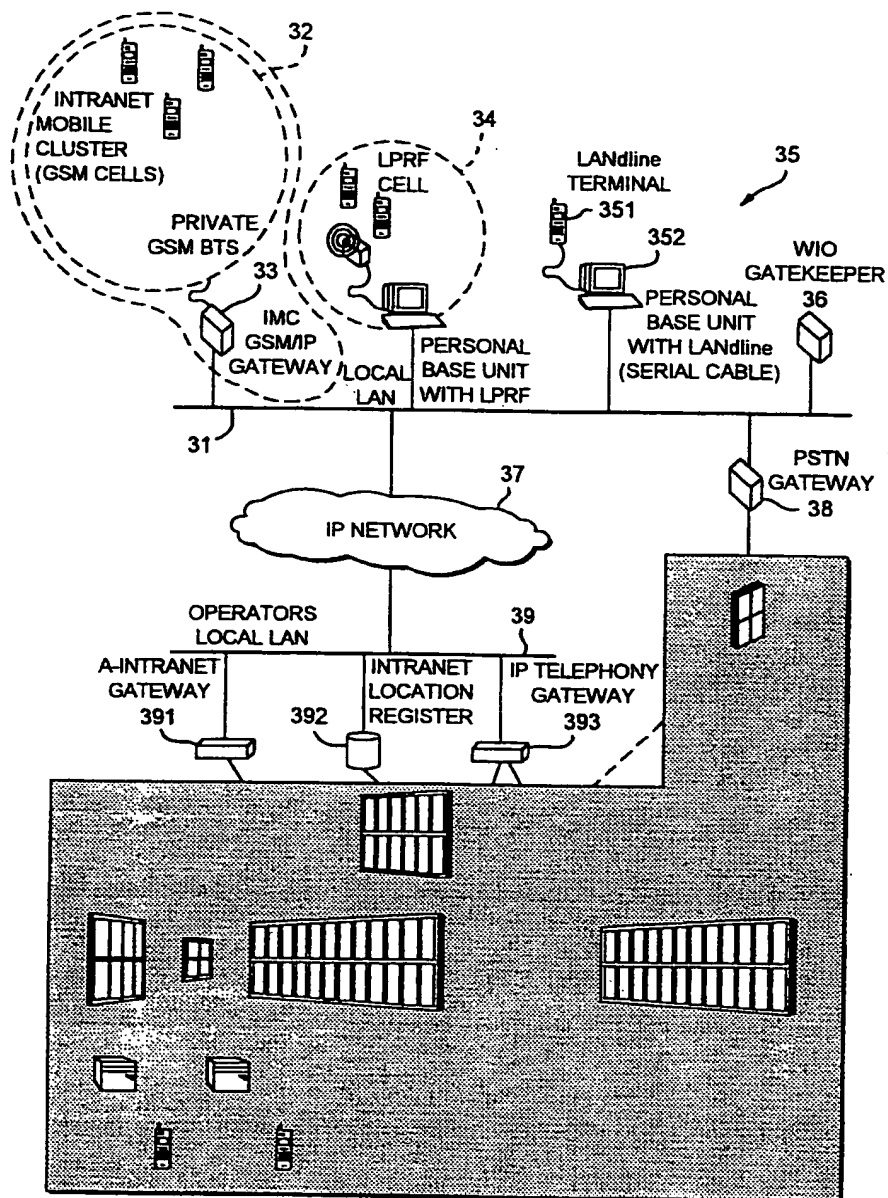 32
INTRANET
MOBILE
CLUSTER
(GSM CELLS)
PRIVATE
GSM BTS
33
IMC
GSM/IP
GATEWAY
34
LPRF
CELL
LOCAL
LAN
PERSONAL
BASE UNIT
WITH LPRF
LANdline
TERMINAL
351
352
35
PERSONAL
BASE UNIT
WITH LANdline
(SERIAL CABLE)
WIO
GATEKEEPER
36
31
37
IP NETWORK
PSTN
GATEWAY
38
OPERATORS
LOCAL LAN
39
A-INTRANET
GATEWAY
391
INTRANET
LOCATION
REGISTER
392
IP TELEPHONY
GATEWAY
393